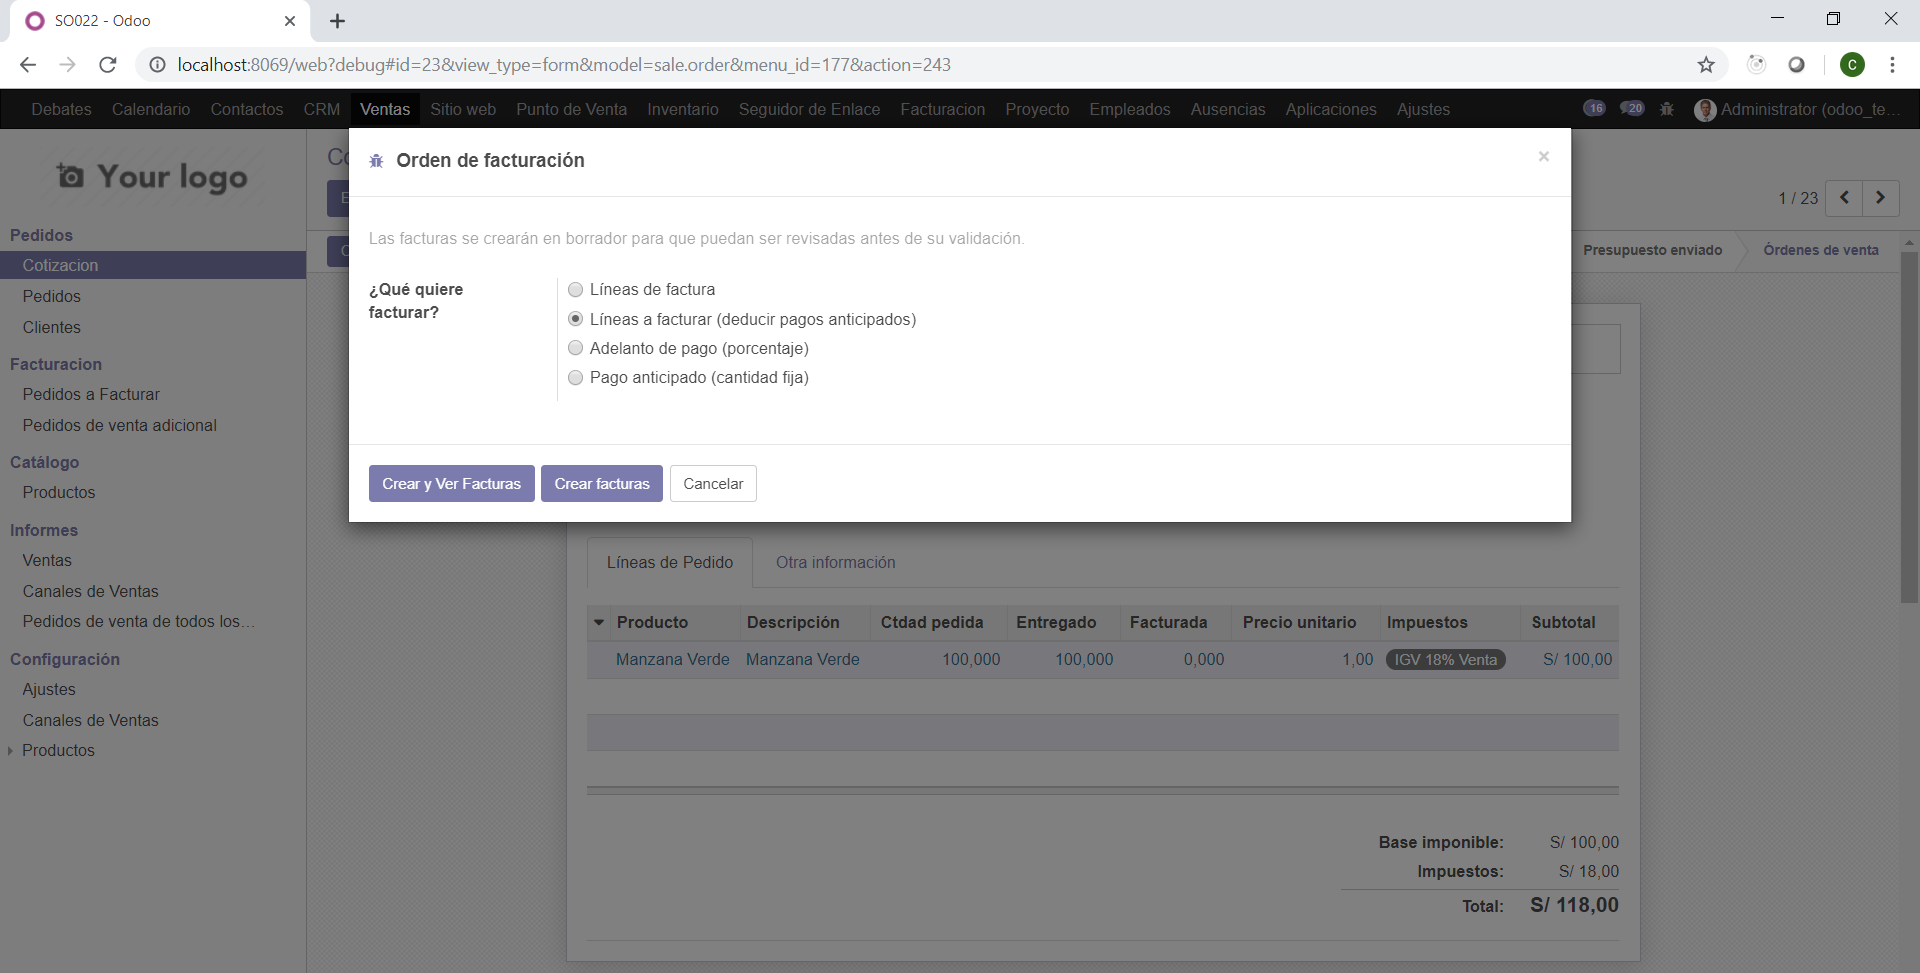 SO022 - Odoo
localhost:8069/web?debug#id=23&view_type=form&model=sale.order&menu_id=177&action=243
C
Debates Calendario Contactos CRM Ventas Sitio web Punto de Venta Inventario Seguidor de Enlace Facturacion Proyecto Empleados Ausencias Aplicaciones Ajustes 16 20 Administrator (odoo_te...
Your logo
Pedidos
Cotizacion
Pedidos
Clientes
Facturacion
Pedidos a Facturar
Pedidos de venta adicional
Catálogo
Productos
Informes
Ventas
Canales de Ventas
Pedidos de venta de todos los...
Configuración
Ajustes
Canales de Ventas
Productos
1 / 23
Presupuesto enviado Órdenes de venta
Orden de facturación
×
Las facturas se crearán en borrador para que puedan ser revisadas antes de su validación.
¿Qué quiere
facturar?
Líneas de factura
Líneas a facturar (deducir pagos anticipados)
Adelanto de pago (porcentaje)
Pago anticipado (cantidad fija)
Crear y Ver Facturas Crear facturas Cancelar
Líneas de Pedido Otra información
Producto Descripción Ctdad pedida Entregado Facturada Precio unitario Impuestos Subtotal
Manzana Verde Manzana Verde 100,000 100,000 0,000 1,00 IGV 18% Venta S/ 100,00
Base imponible: S/ 100,00
Impuestos: S/ 18,00
Total: S/ 118,00